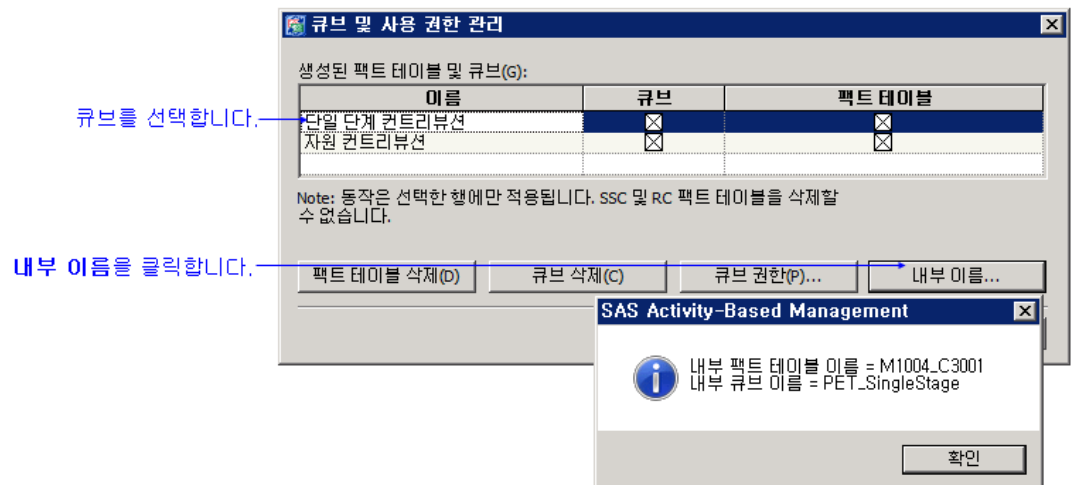 큐브 및 사용 권한 관리
생성된 팩트 테이블 및 큐브(G):
이름 큐브 팩트 테이블
큐브를 선택합니다.
단일 단계 컨트리뷰션
자원 컨트리뷰션
Note: 동작은 선택한 행에만 적용됩니다. SSC 및 RC 팩트 테이블을 삭제할
수 없습니다.
내부 이름을 클릭합니다.
팩트 테이블 삭제(D) 큐브 삭제(C) 큐브 권한(P)... 내부 이름...
SAS Activity-Based Management
내부 팩트 테이블 이름 = M1004_C3001
내부 큐브 이름 = PET_SingleStage
확인